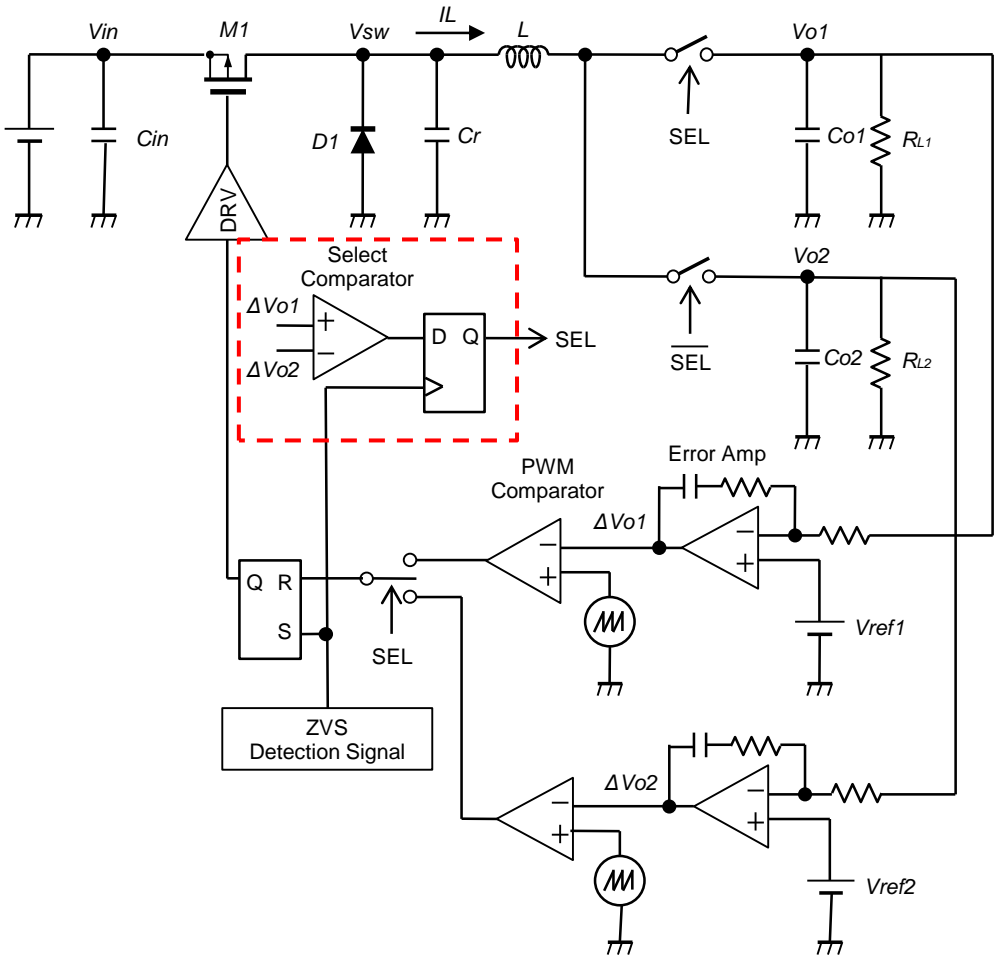 Vin
M1
Vsw
IL
L
Vo1
Cin
D1
Cr
SEL
Co1
RL1
DRV
Select
Comparator
ΔVo1
ΔVo2
+
−
D Q
SEL
Vo2
SEL
Co2
RL2
PWM
Comparator
Error Amp
ΔVo1
−
+
−
+
Q R
S
SEL
Vref1
ZVS
Detection Signal
ΔVo2
−
+
−
+
Vref2